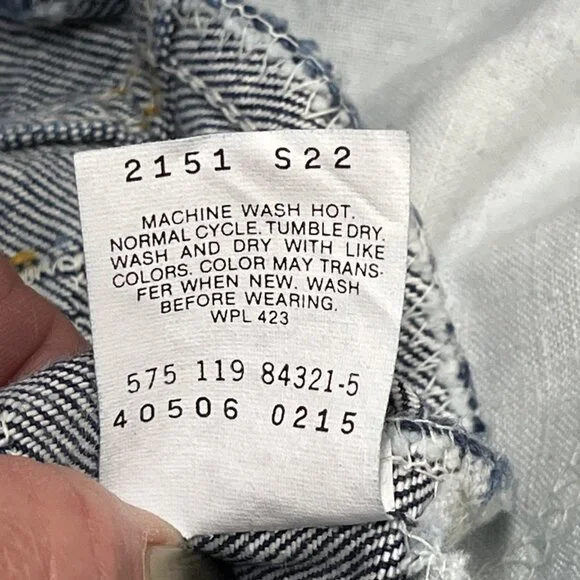 2151 S22
MACHINE WASH HOT.
NORMAL CYCLE. TUMBLE DRY.
WASH AND DRY WITH LIKE
COLORS. COLOR MAY TRANS-
FER WHEN NEW. WASH
BEFORE WEARING.
WPL 423
575 119 84321-5
40506 0215